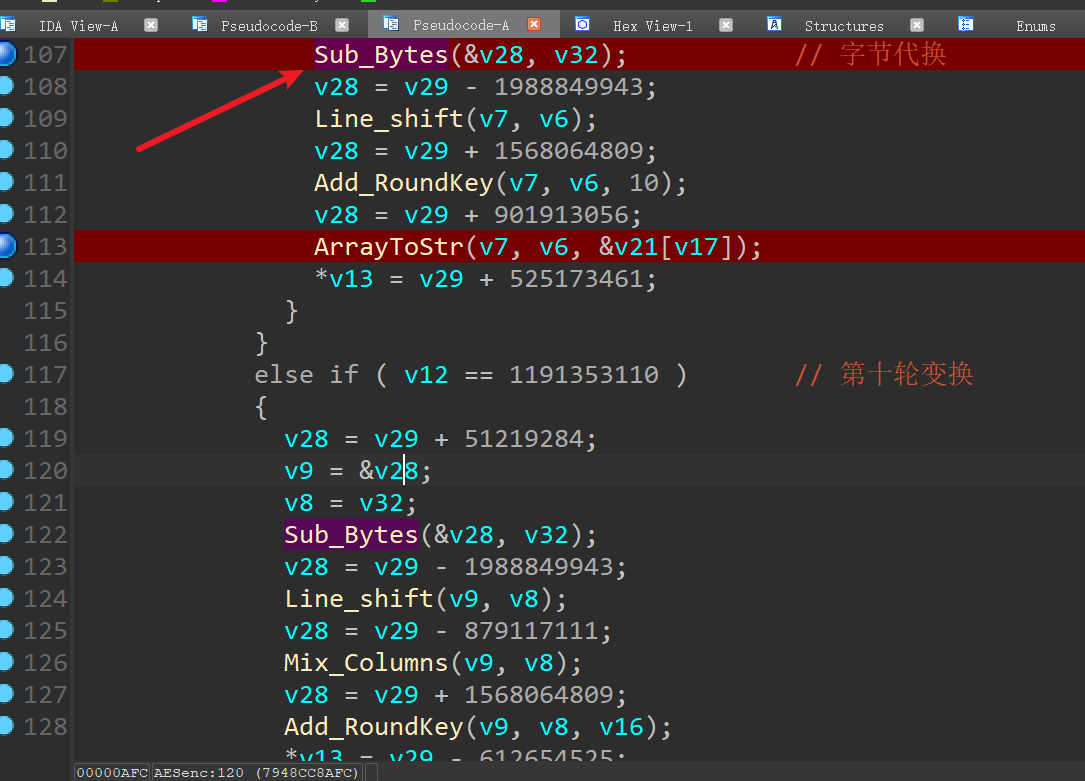 IDA View-A Pseudocode-B Pseudocode-A Hex View-1 Structures Enums
107 Sub_Bytes(&v28, v32); // 字节代换
108 v28 = v29 - 1988849943;
109 Line_shift(v7, v6);
110 v28 = v29 + 1568064809;
111 Add_RoundKey(v7, v6, 10);
112 v28 = v29 + 901913056;
113 ArrayToStr(v7, v6, &v21[v17]);
114 *v13 = v29 + 525173461;
115 }
116 }
117 else if ( v12 == 1191353110 ) // 第十轮变换
118 {
119 v28 = v29 + 51219284;
120 v9 = &v28;
121 v8 = v32;
122 Sub_Bytes(&v28, v32);
123 v28 = v29 - 1988849943;
124 Line_shift(v9, v8);
125 v28 = v29 - 879117111;
126 Mix_Columns(v9, v8);
127 v28 = v29 + 1568064809;
128 Add_RoundKey(v9, v8, v16);
*v13 = v29 - 612654525;
00000AFC AESenc:120 (7948CC8AFC)